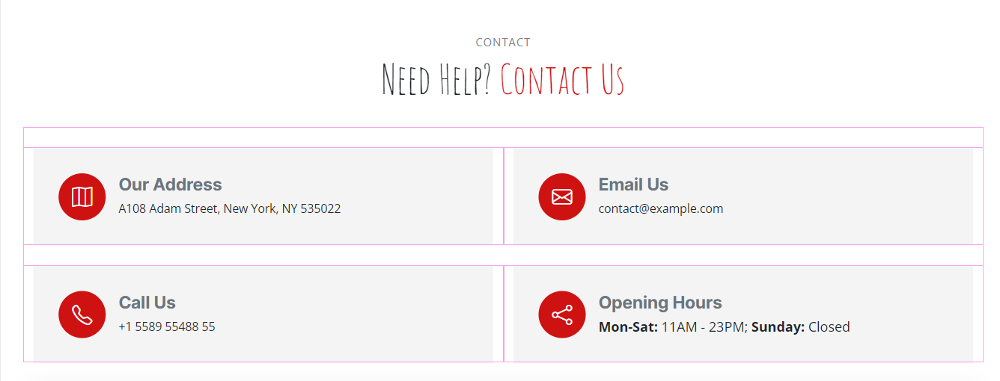 CONTACT
Need Help? Contact Us
Our Address
A108 Adam Street, New York, NY 535022
Email Us
contact@example.com
Call Us
+1 5589 55488 55
Opening Hours
Mon-Sat: 11AM - 23PM; Sunday: Closed